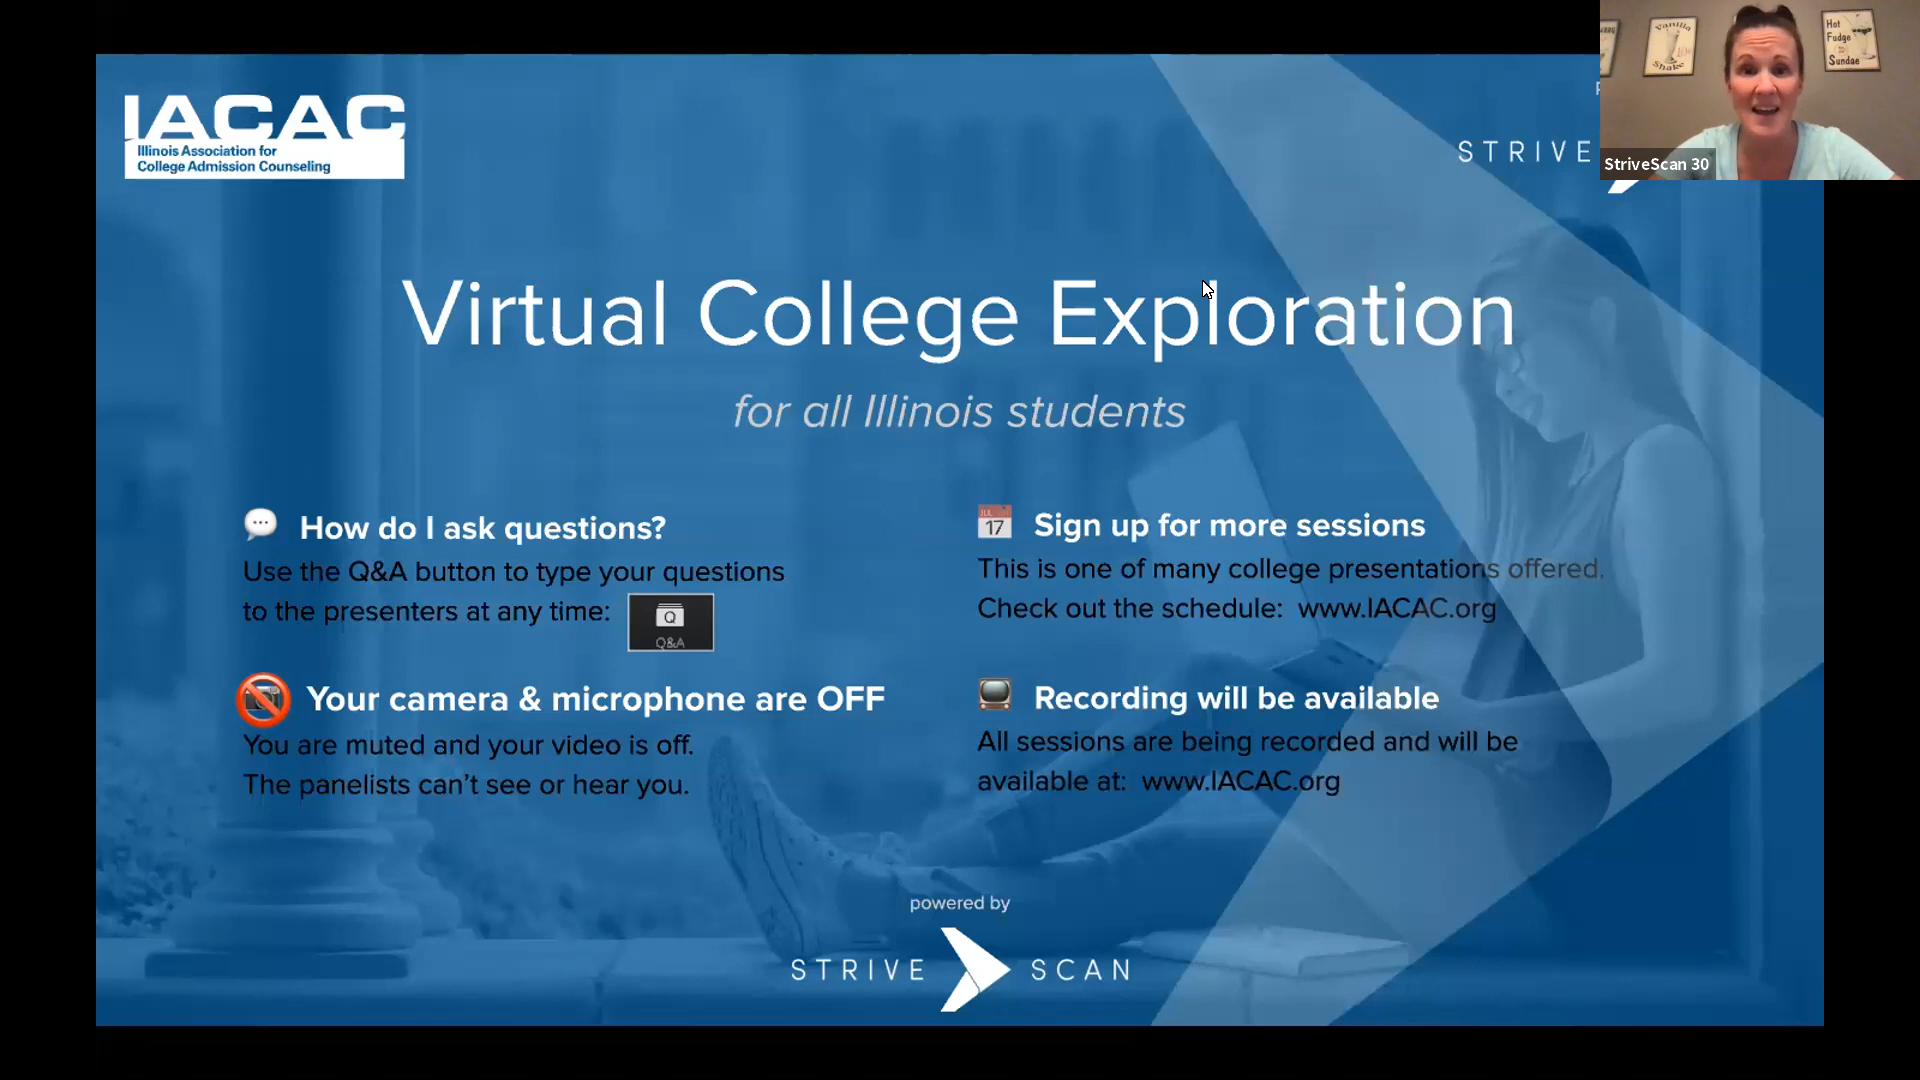 IACAC
Illinois Association for
College Admission Counseling
STRIVE
Vanilla
Shake
Hot
Fudge
Sundae
StriveScan 30
Virtual College Exploration
for all Illinois students
How do I ask questions?
Use the Q&A button to type your questions
to the presenters at any time:
Q
Q&A
Your camera & microphone are OFF
You are muted and your video is off.
The panelists can’t see or hear you.
JUL
17
Sign up for more sessions
This is one of many college presentations offered.
Check out the schedule: www.IACAC.org
Recording will be available
All sessions are being recorded and will be
available at: www.IACAC.org
powered by
STRIVE SCAN